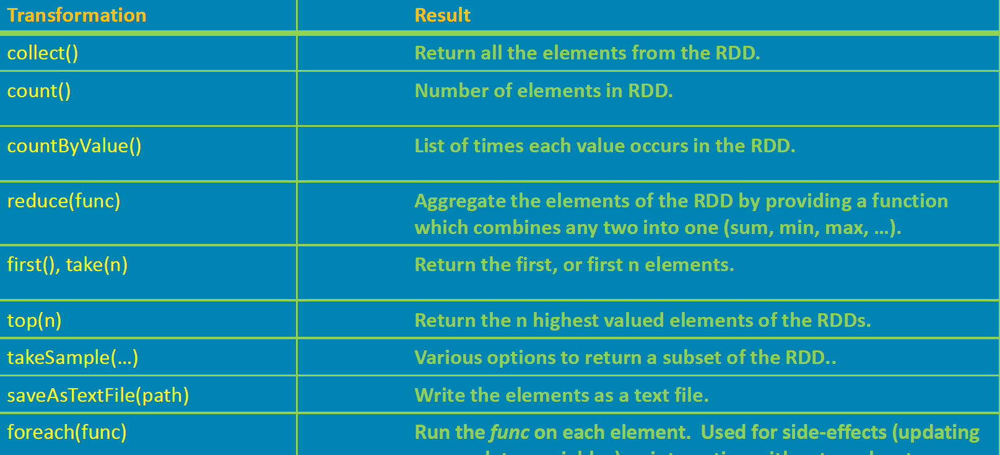 Transformation Result
collect() Return all the elements from the RDD.
count() Number of elements in RDD.
countByValue() List of times each value occurs in the RDD.
reduce(func) Aggregate the elements of the RDD by providing a function
which combines any two into one (sum, min, max, …).
first(), take(n) Return the first, or first n elements.
top(n) Return the n highest valued elements of the RDDs.
takeSample(…) Various options to return a subset of the RDD..
saveAsTextFile(path) Write the elements as a text file.
foreach(func) Run the func on each element.  Used for side-effects (updating